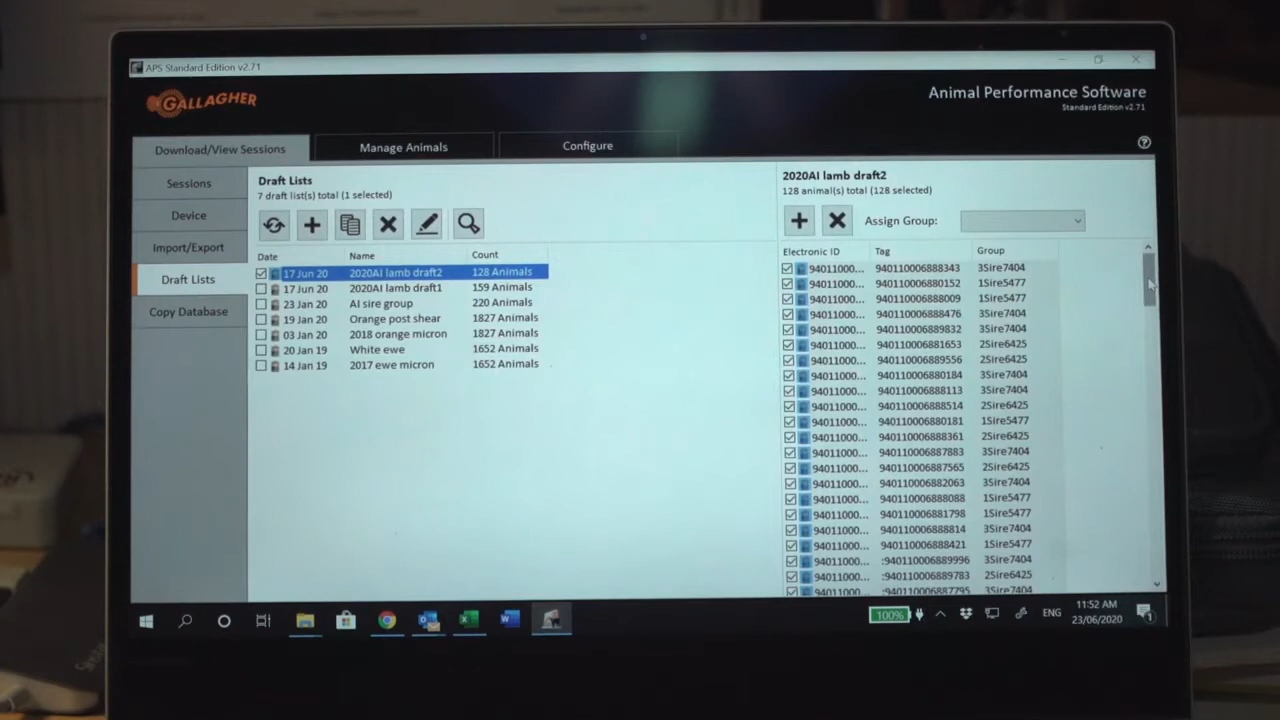 APS Standard Edition v2.71
GALLAGHER
Animal Performance Software
Standard Edition v2.71
Download/View Sessions Manage Animals Configure
Sessions
Device
Import/Export
Draft Lists
Copy Database
Draft Lists
7 draft list(s) total (1 selected)
Date Name Count
17 Jun 20 2020AI lamb draft2 128 Animals
17 Jun 20 2020AI lamb draft1 159 Animals
23 Jan 20 AI sire group 220 Animals
19 Jan 20 Orange post shear 1827 Animals
03 Jan 20 2018 orange micron 1827 Animals
20 Jan 19 White ewe 1652 Animals
14 Jan 19 2017 ewe micron 1652 Animals
2020AI lamb draft2
128 animal(s) total (128 selected)
Assign Group:
Electronic ID Tag Group
94011000... 940110006888343 3Sire7404
94011000... 940110006880152 1Sire5477
94011000... 940110006888009 1Sire5477
94011000... 940110006888476 3Sire7404
94011000... 940110006889832 3Sire7404
94011000... 940110006881653 2Sire6425
94011000... 940110006889556 2Sire6425
94011000... 940110006880184 3Sire7404
94011000... 940110006888113 3Sire7404
94011000... 940110006888514 2Sire6425
94011000... 940110006880181 1Sire5477
94011000... 940110006888361 2Sire6425
94011000... 940110006887883 3Sire7404
94011000... 940110006887565 2Sire6425
94011000... 940110006882063 3Sire7404
94011000... 940110006888088 1Sire5477
94011000... 940110006881798 1Sire5477
94011000... 940110006888814 3Sire7404
94011000... 940110006888421 1Sire5477
94011000... :940110006889996 3Sire7404
94011000... :940110006889783 2Sire6425
94011000... :940110006887795 3Sire7404
100% ENG 11:52 AM
23/06/2020